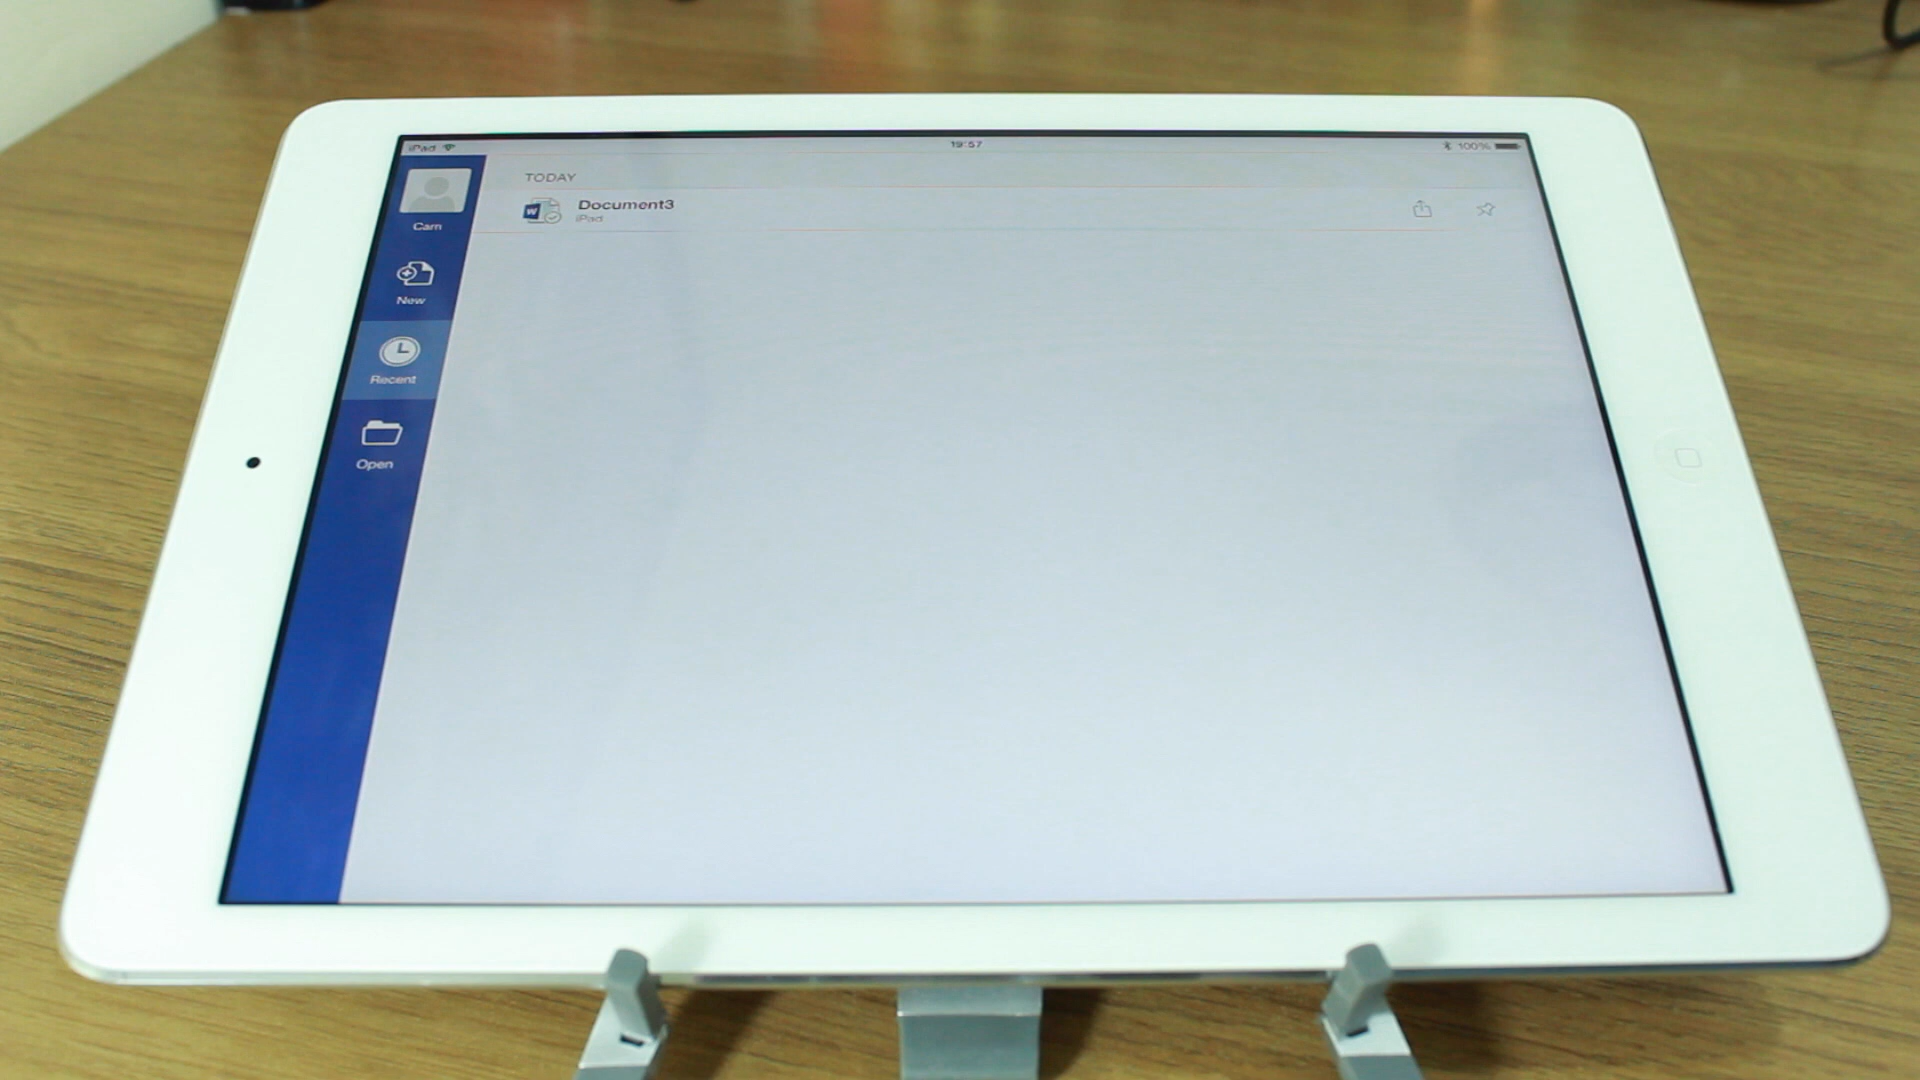 iPad 19:57 100%
TODAY
W Document3
iPad
Cam
New
Recent
Open